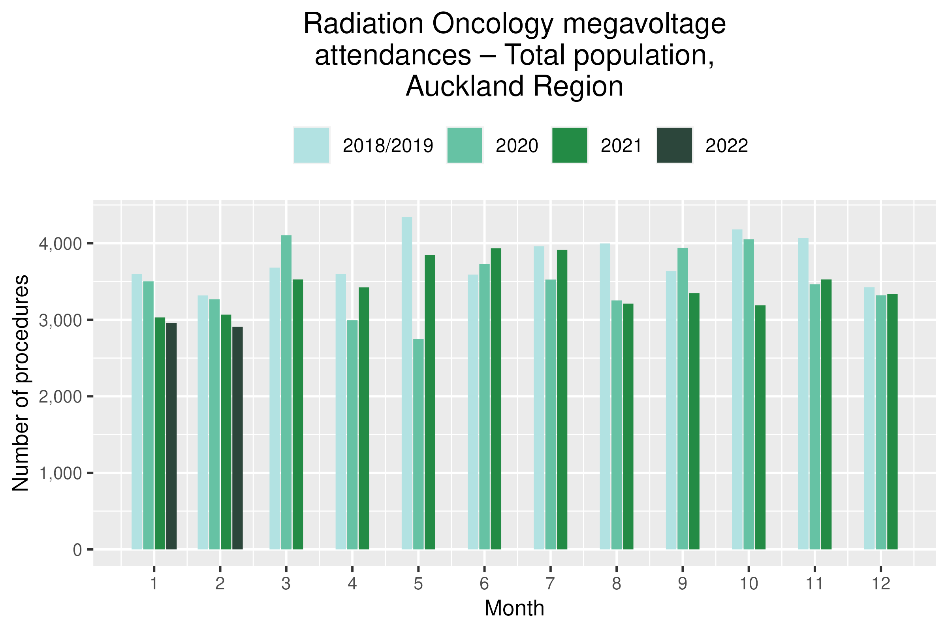 Radiation Oncology megavoltage
attendances – Total population,
Auckland Region
2018/2019 2020 2021 2022
Number of procedures
4,000
3,000
2,000
1,000
0
1 2 3 4 5 6 7 8 9 10 11 12
Month